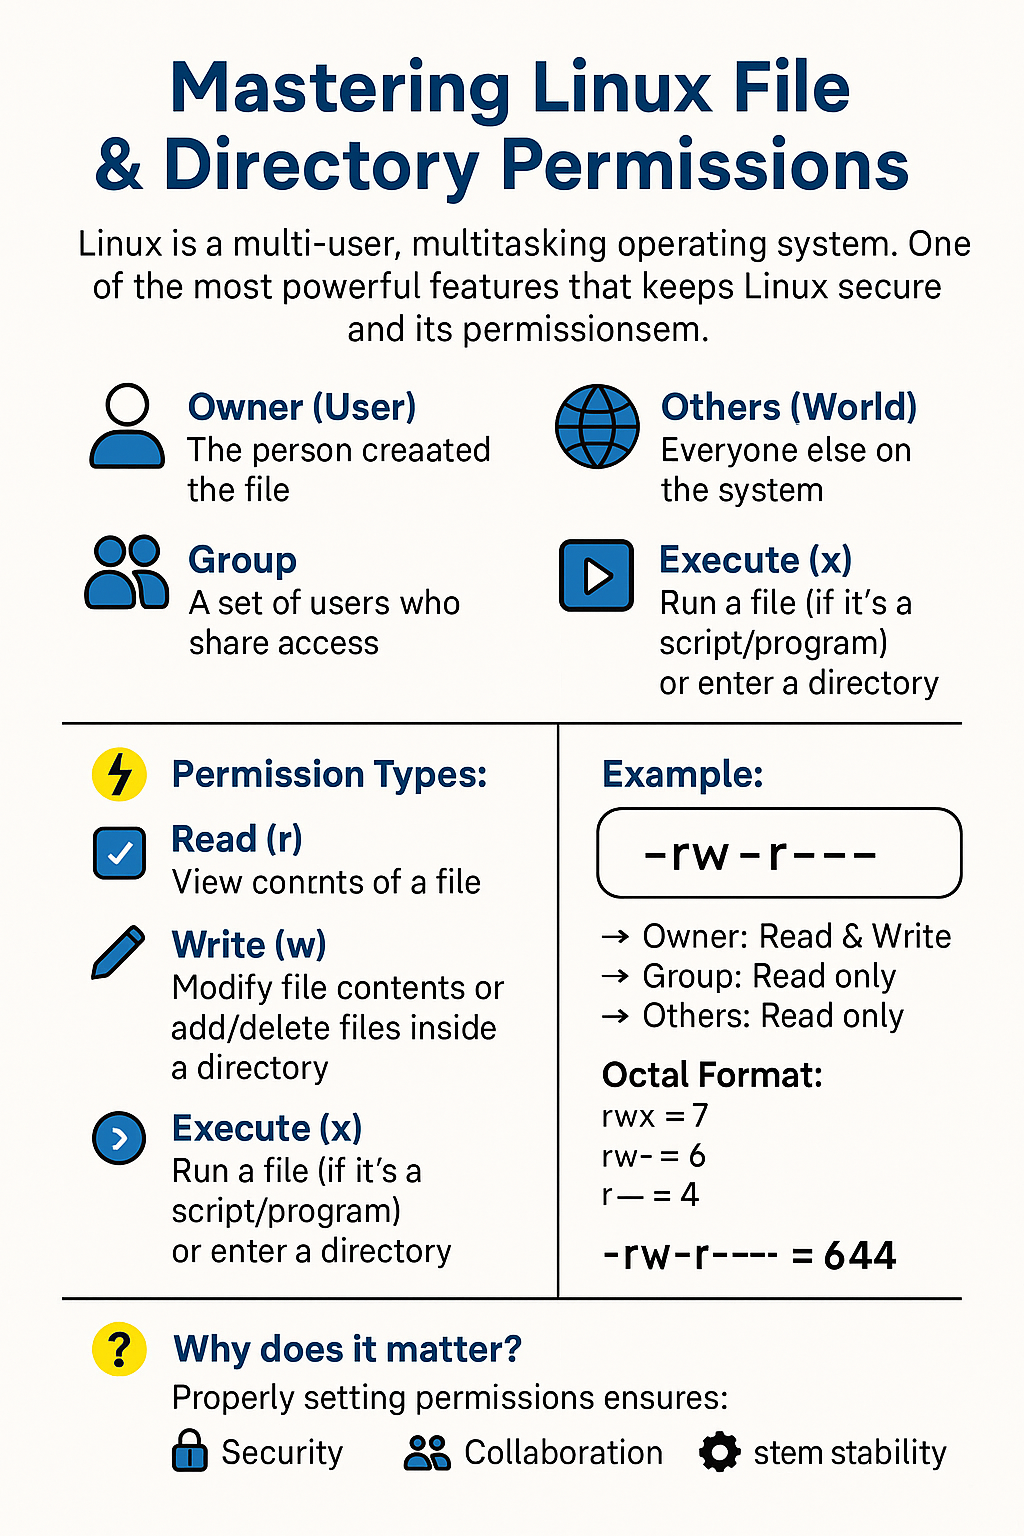 Mastering Linux File
& Directory Permissions
Linux is a multi-user, multitasking operating system. One
of the most powerful features that keeps Linux secure
and its permissionsem.
Owner (User)
The person creaated
the file
Others (World)
Everyone else on
the system
Group
A set of users who
share access
Execute (x)
Run a file (if it's a
script/program)
or enter a directory
Permission Types:
Read (r)
View conrnts of a file
Write (w)
Modify file contents or
add/delete files inside
a directory
Execute (x)
Run a file (if it's a
script/program)
or enter a directory
Example:
-rw-r---
→ Owner: Read & Write
→ Group: Read only
→ Others: Read only
Octal Format:
rwx = 7
rw- = 6
r— = 4
-rw-r---- = 644
? Why does it matter?
Properly setting permissions ensures:
Security
Collaboration
stem stability